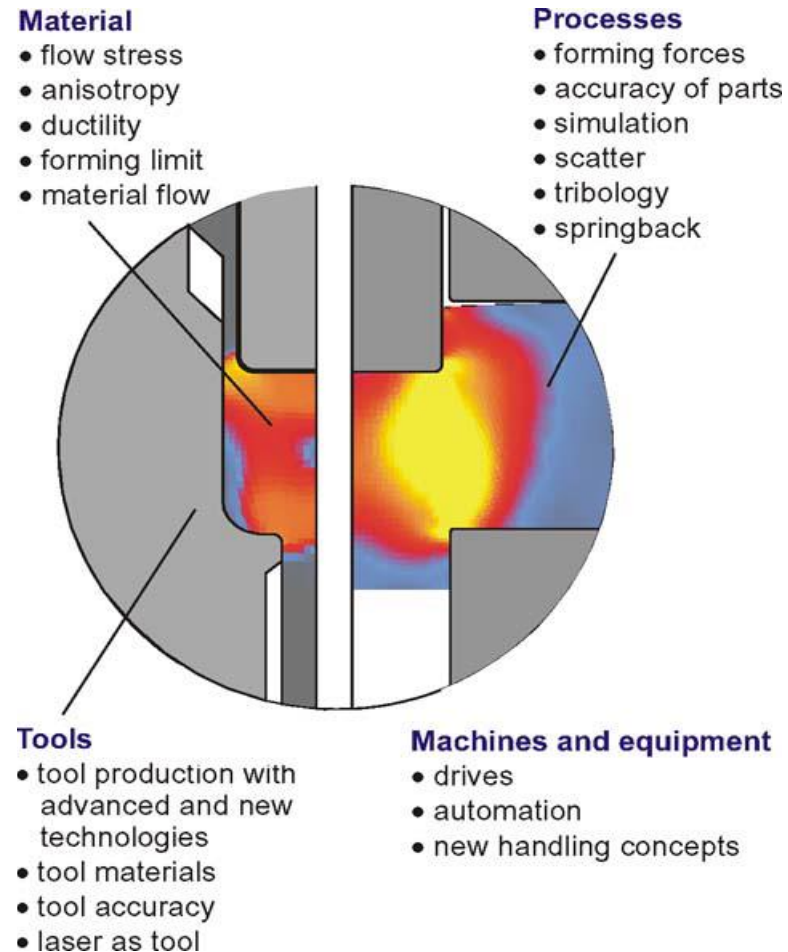 Material
• flow stress
• anisotropy
• ductility
• forming limit
• material flow
Processes
• forming forces
• accuracy of parts
• simulation
• scatter
• tribology
• springback
Tools
• tool production with
advanced and new
technologies
• tool materials
• tool accuracy
• laser as tool
Machines and equipment
• drives
• automation
• new handling concepts